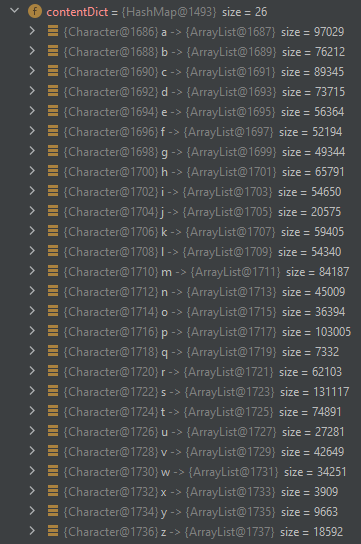 f contentDict = {HashMap@1493} size = 26
{Character@1686} a -> {ArrayList@1687} size = 97029
{Character@1688} b -> {ArrayList@1689} size = 76212
{Character@1690} c -> {ArrayList@1691} size = 89345
{Character@1692} d -> {ArrayList@1693} size = 73715
{Character@1694} e -> {ArrayList@1695} size = 56364
{Character@1696} f -> {ArrayList@1697} size = 52194
{Character@1698} g -> {ArrayList@1699} size = 49344
{Character@1700} h -> {ArrayList@1701} size = 65791
{Character@1702} i -> {ArrayList@1703} size = 54650
{Character@1704} j -> {ArrayList@1705} size = 20575
{Character@1706} k -> {ArrayList@1707} size = 59405
{Character@1708} l -> {ArrayList@1709} size = 54340
{Character@1710} m -> {ArrayList@1711} size = 84187
{Character@1712} n -> {ArrayList@1713} size = 45009
{Character@1714} o -> {ArrayList@1715} size = 36394
{Character@1716} p -> {ArrayList@1717} size = 103005
{Character@1718} q -> {ArrayList@1719} size = 7332
{Character@1720} r -> {ArrayList@1721} size = 62103
{Character@1722} s -> {ArrayList@1723} size = 131117
{Character@1724} t -> {ArrayList@1725} size = 74891
{Character@1726} u -> {ArrayList@1727} size = 27281
{Character@1728} v -> {ArrayList@1729} size = 42649
{Character@1730} w -> {ArrayList@1731} size = 34251
{Character@1732} x -> {ArrayList@1733} size = 3909
{Character@1734} y -> {ArrayList@1735} size = 9663
{Character@1736} z -> {ArrayList@1737} size = 18592